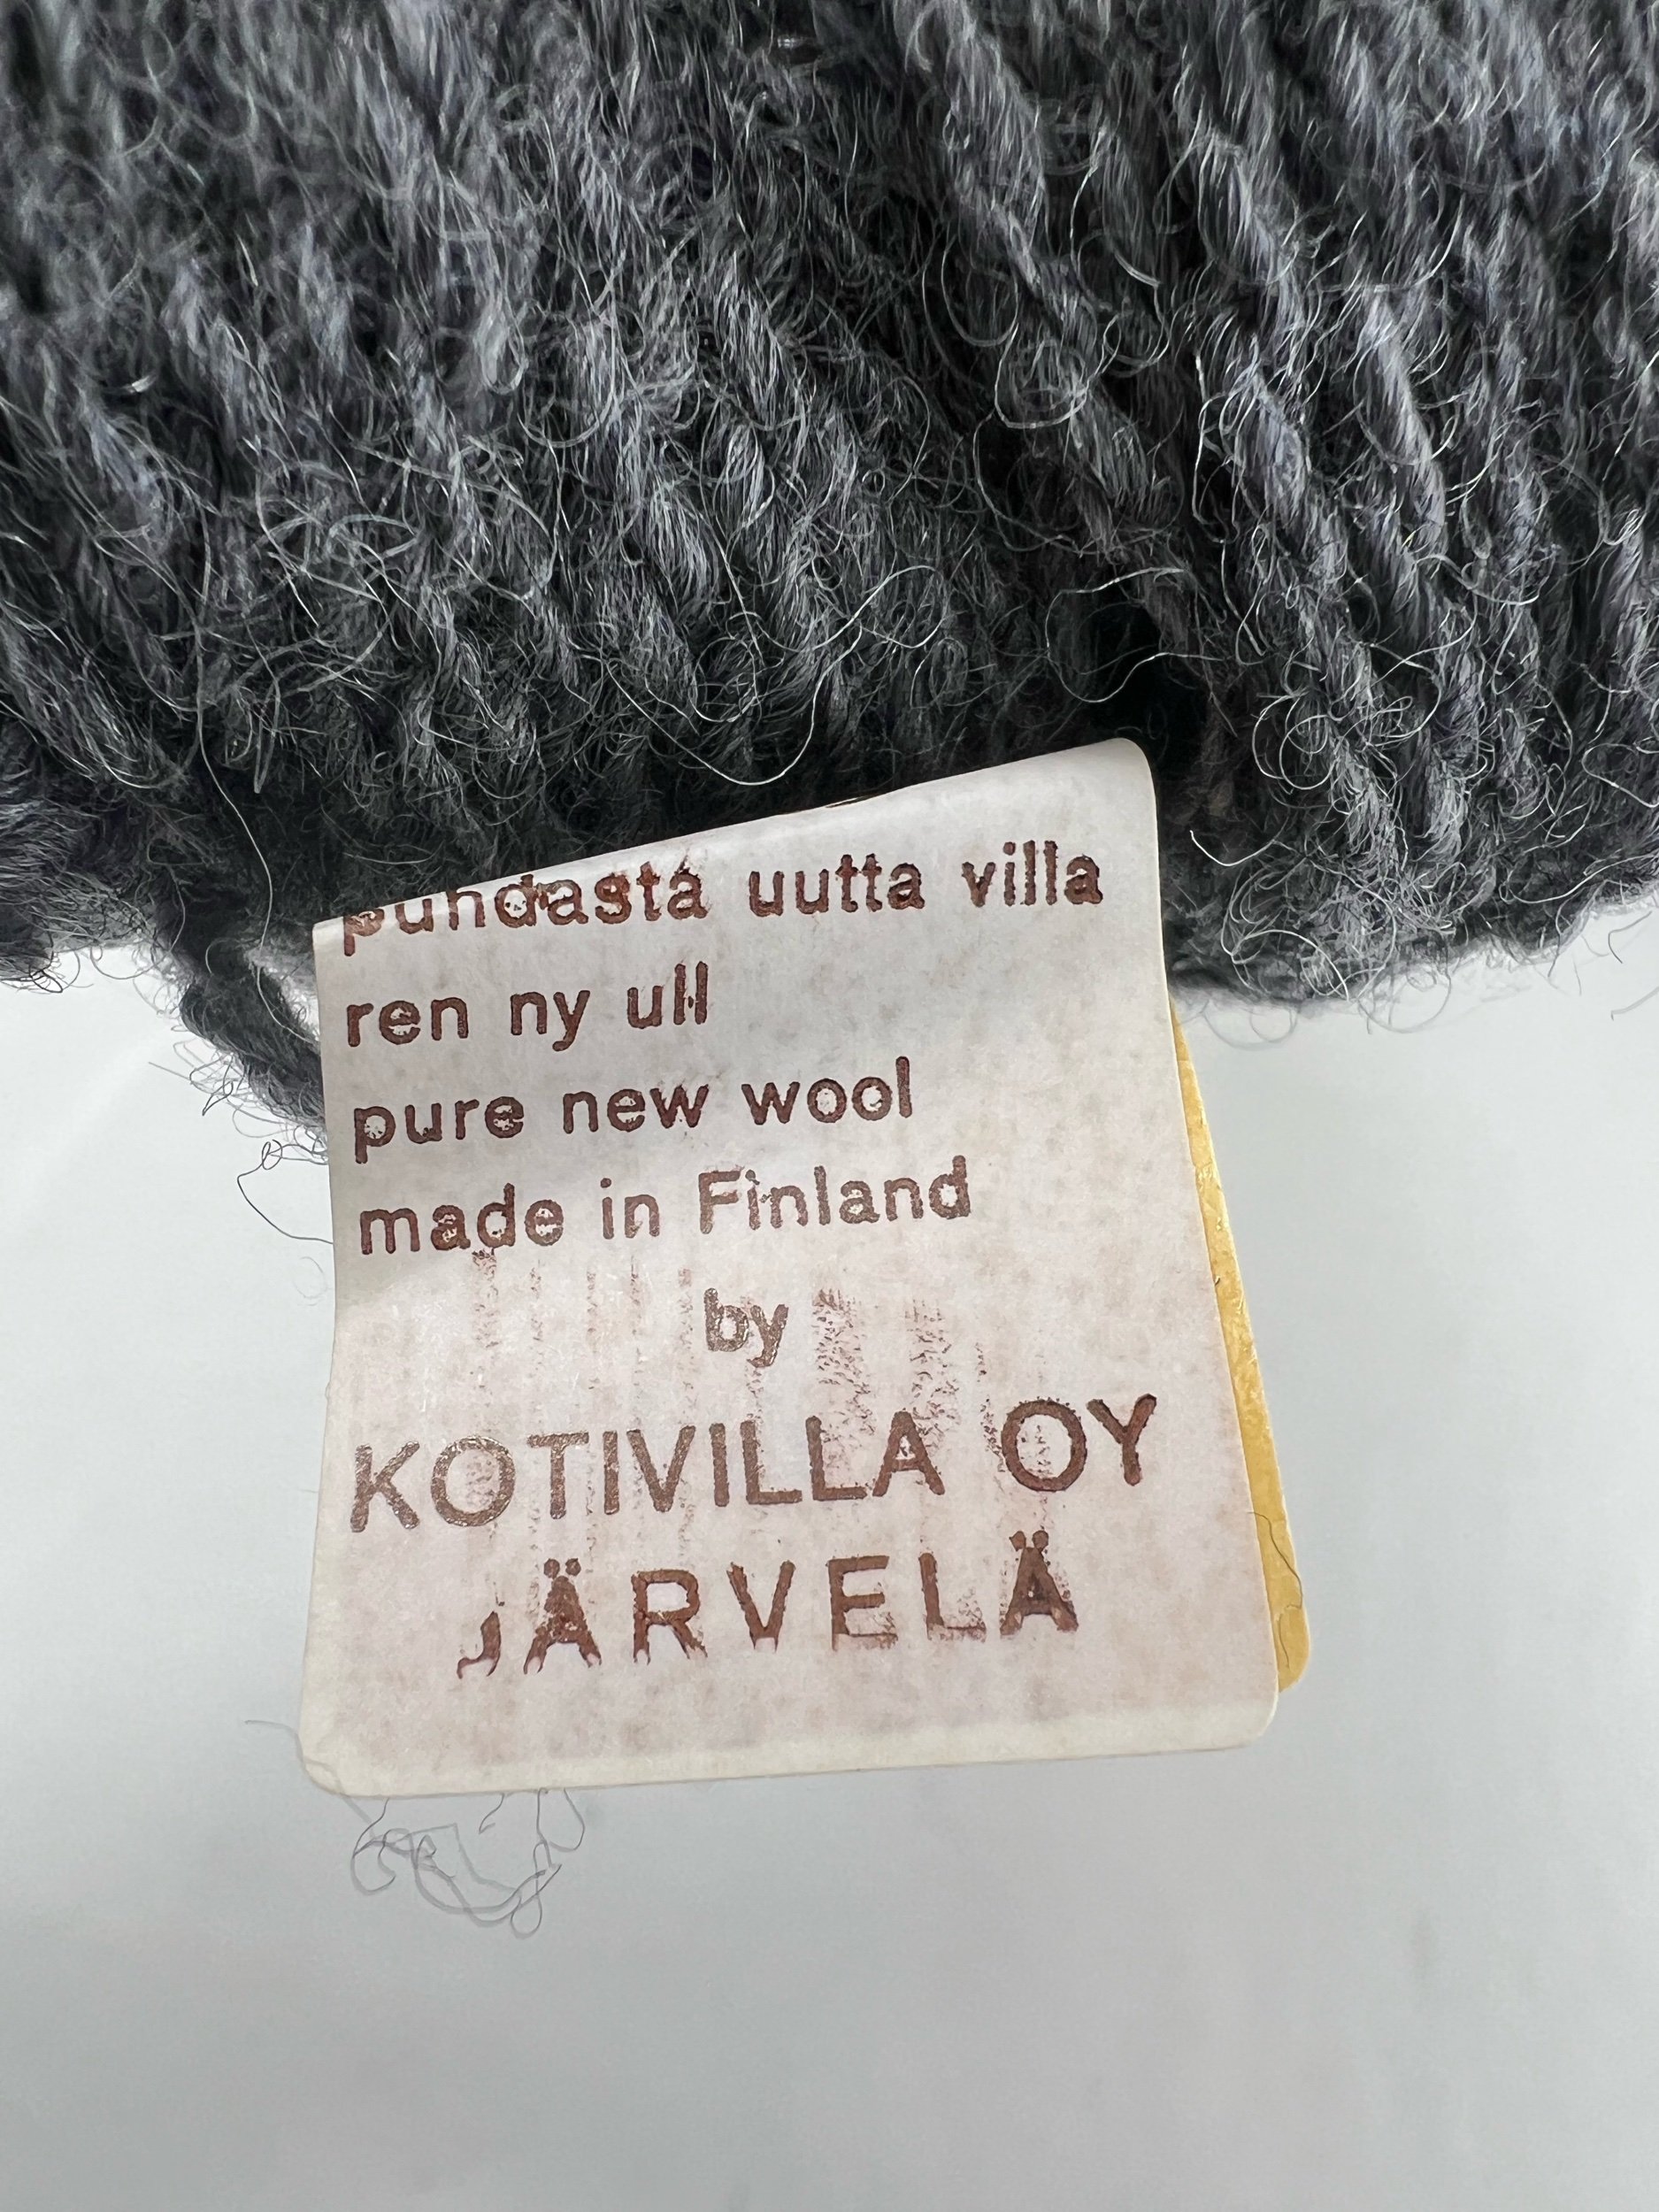 puhdasta uutta villa
ren ny ull
pure new wool
made in Finland
by
KOTIVILLA OY
JÄRVELÄ